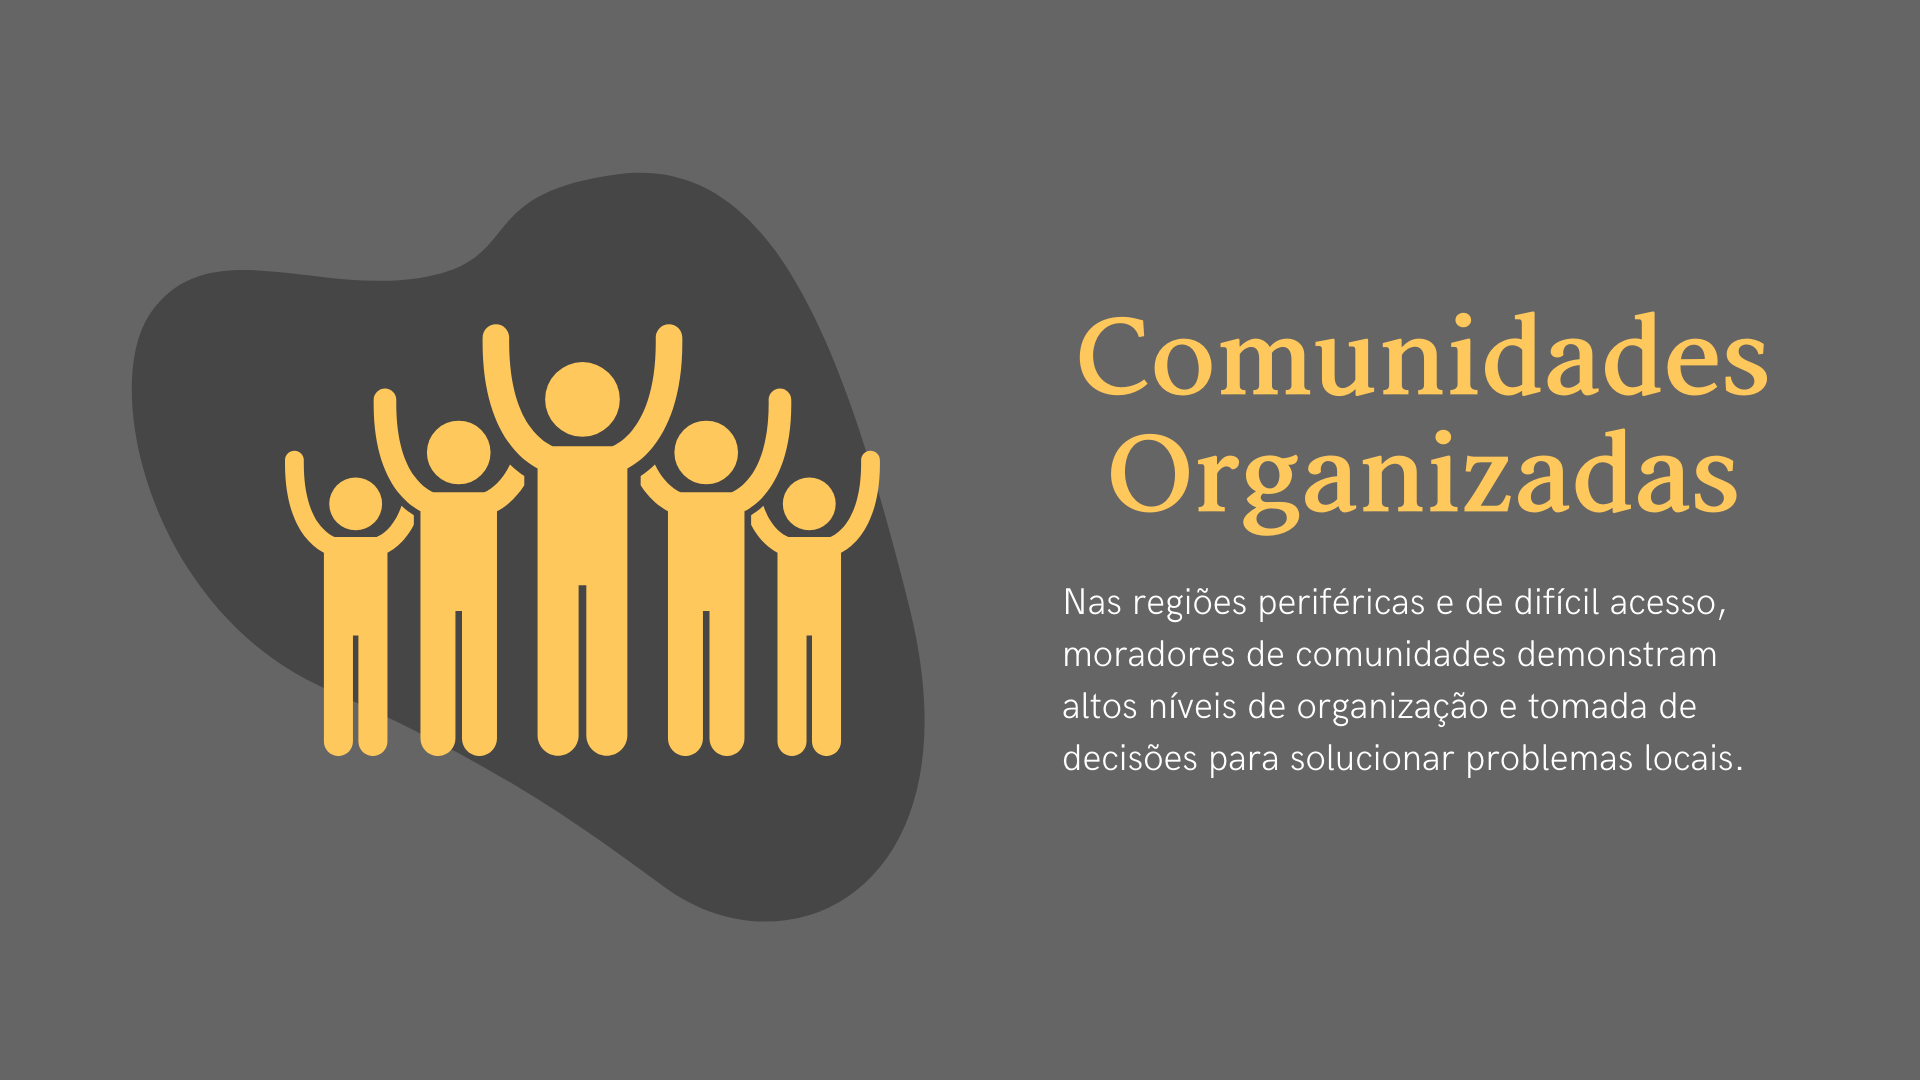 Comunidades
Organizadas
Nas regiões periféricas e de difícil acesso,
moradores de comunidades demonstram
altos níveis de organização e tomada de
decisões para solucionar problemas locais.